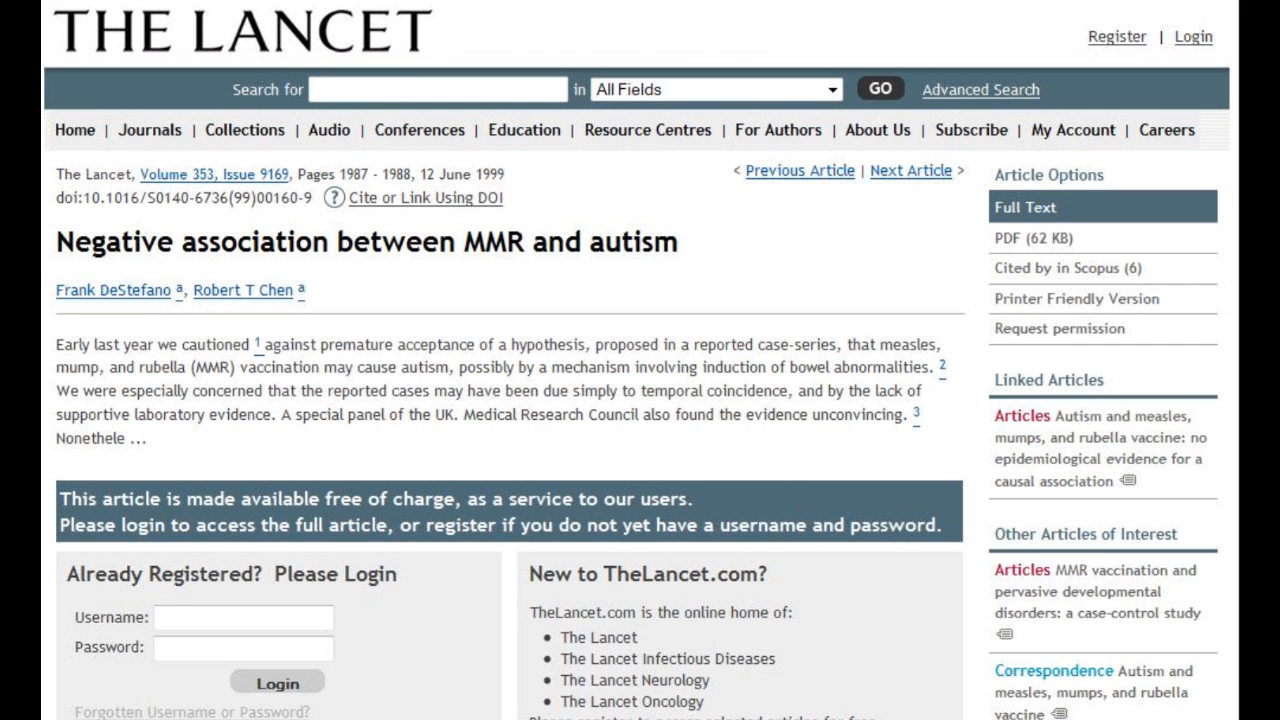 THE LANCET
Register | Login
Search for in All Fields GO Advanced Search
Home | Journals | Collections | Audio | Conferences | Education | Resource Centres | For Authors | About Us | Subscribe | My Account | Careers
The Lancet, Volume 353, Issue 9169, Pages 1987 - 1988, 12 June 1999
< Previous Article | Next Article >
doi:10.1016/S0140-6736(99)00160-9 ? Cite or Link Using DOI
Negative association between MMR and autism
Frank DeStefano a, Robert T Chen a
Early last year we cautioned 1 against premature acceptance of a hypothesis, proposed in a reported case-series, that measles,
mump, and rubella (MMR) vaccination may cause autism, possibly by a mechanism involving induction of bowel abnormalities. 2
We were especially concerned that the reported cases may have been due simply to temporal coincidence, and by the lack of
supportive laboratory evidence. A special panel of the UK. Medical Research Council also found the evidence unconvincing. 3
Nonethele ...
This article is made available free of charge, as a service to our users.
Please login to access the full article, or register if you do not yet have a username and password.
Already Registered? Please Login
Username:
Password:
Login
Forgotten Username or Password?
New to TheLancet.com?
TheLancet.com is the online home of:
• The Lancet
• The Lancet Infectious Diseases
• The Lancet Neurology
• The Lancet Oncology
Please register to access selected articles for free
Article Options
Full Text
PDF (62 KB)
Cited by in Scopus (6)
Printer Friendly Version
Request permission
Linked Articles
Articles Autism and measles,
mumps, and rubella vaccine: no
epidemiological evidence for a
causal association
Other Articles of Interest
Articles MMR vaccination and
pervasive developmental
disorders: a case-control study
Correspondence Autism and
measles, mumps, and rubella
vaccine